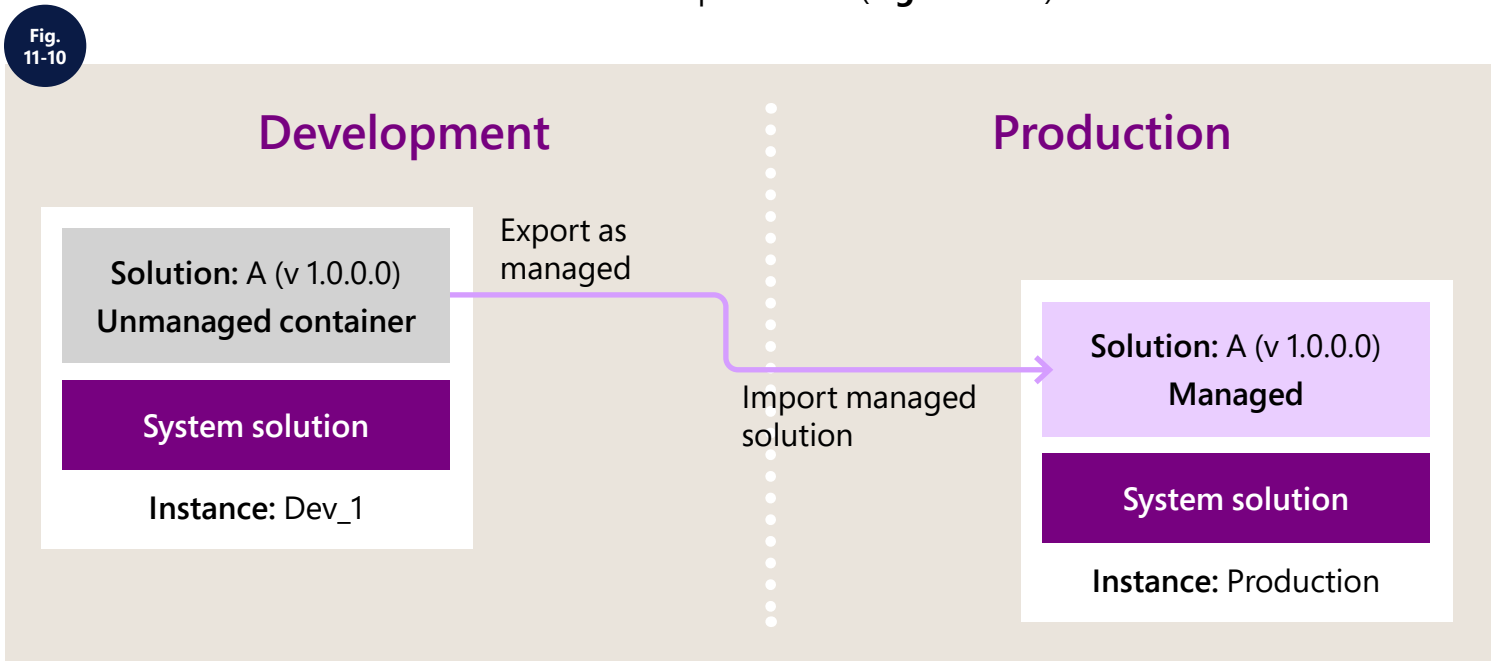 Fig.
11-10
Development
Production
Solution: A (v 1.0.0.0)
Unmanaged container
System solution
Instance: Dev_1
Export as
managed
Import managed
solution
Solution: A (v 1.0.0.0)
Managed
System solution
Instance: Production